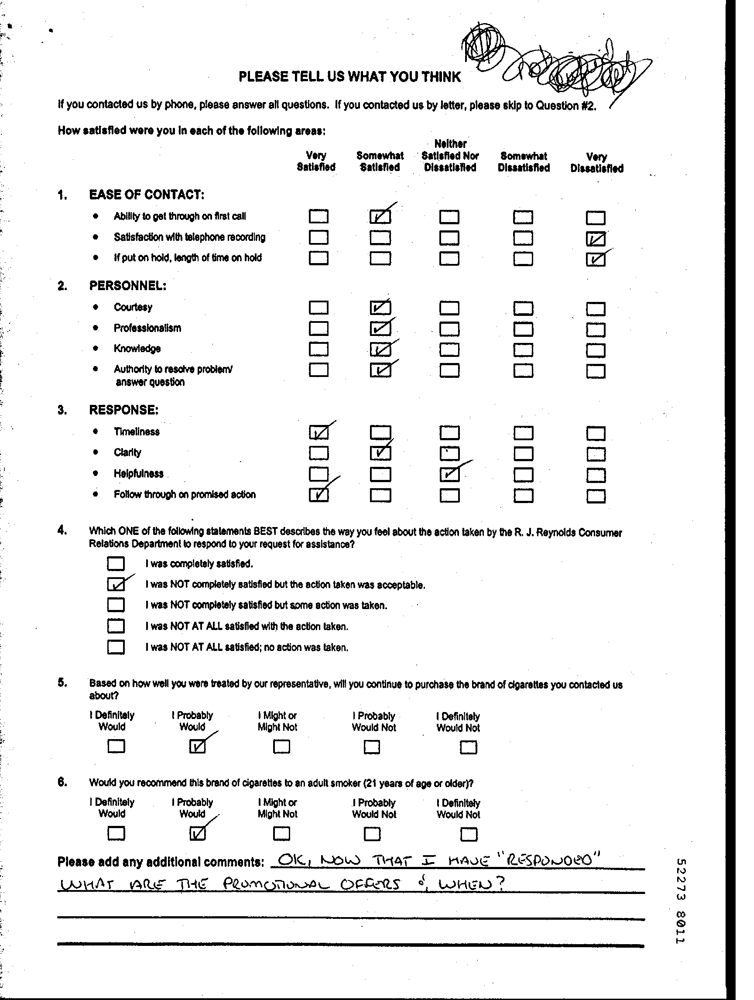 PLEASE TELL US WHAT YOU THINK
If you contacted us by phone, please answer all questions. If you contacted us by letter, please skip to Question #2.
How satisfied were you in each of the following areas:
Very Satisfied Somewhat Satisfied Neither Satisfied Nor Dissatisfied Somewhat Dissatisfied Very Dissatisfied
1. EASE OF CONTACT:
• Ability to get through on first call
• Satisfaction with telephone recording
• If put on hold, length of time on hold
2. PERSONNEL:
• Courtesy
• Professionalism
• Knowledge
• Authority to resolve problem/
answer question
3. RESPONSE:
• Timeliness
• Clarity
• Helpfulness
• Follow through on promised action
4. Which ONE of the following statements BEST describes the way you feel about the action taken by the R. J. Reynolds Consumer
Relations Department to respond to your request for assistance?
I was completely satisfied.
I was NOT completely satisfied but the action taken was acceptable.
I was NOT completely satisfied but some action was taken.
I was NOT AT ALL satisfied with the action taken.
I was NOT AT ALL satisfied; no action was taken.
5. Based on how well you were treated by our representative, will you continue to purchase the brand of cigarettes you contacted us
about?
I Definitely Would I Probably Would I Might or Might Not I Probably Would Not I Definitely Would Not
6. Would you recommend this brand of cigarettes to an adult smoker (21 years of age or older)?
I Definitely Would I Probably Would I Might or Might Not I Probably Would Not I Definitely Would Not
Please add any additional comments: OK, NOW THAT I HAVE "RESPONDED"
WHAT ARE THE PROMOTIONAL OFFERS &, WHEN?
52273 8011